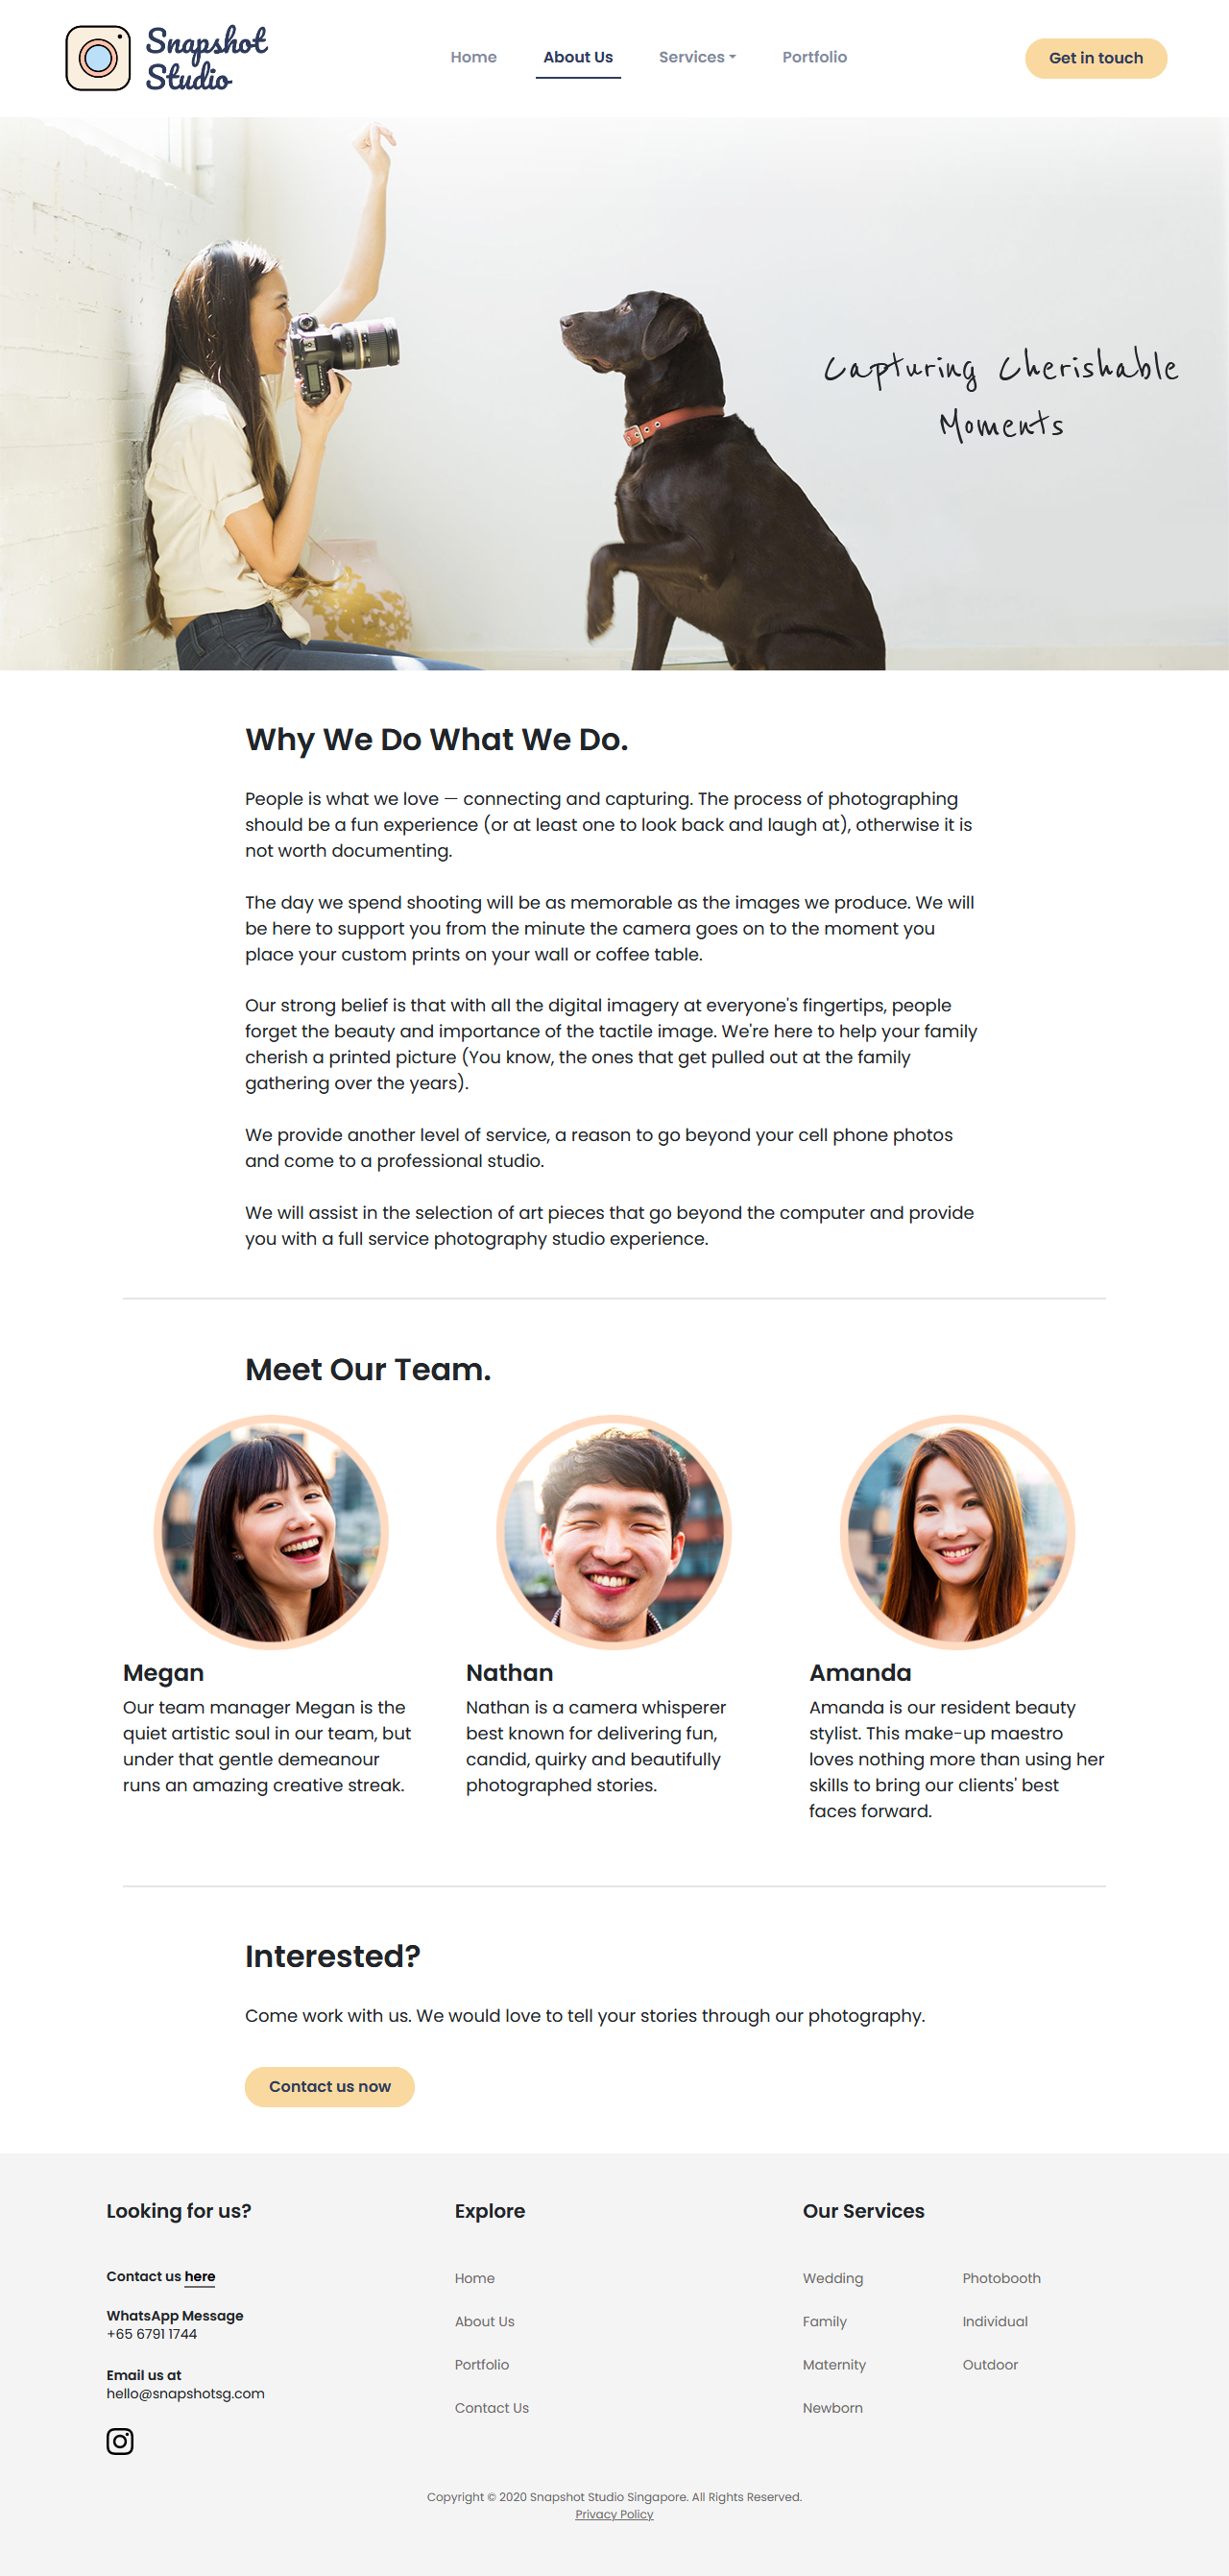 Snapshot
Studio
Home
About Us
Services
Portfolio
Get in touch
Capturing Cherishable
Moments
Why We Do What We Do.
People is what we love — connecting and capturing. The process of photographing
should be a fun experience (or at least one to look back and laugh at), otherwise it is
not worth documenting.
The day we spend shooting will be as memorable as the images we produce. We will
be here to support you from the minute the camera goes on to the moment you
place your custom prints on your wall or coffee table.
Our strong belief is that with all the digital imagery at everyone's fingertips, people
forget the beauty and importance of the tactile image. We're here to help your family
cherish a printed picture (You know, the ones that get pulled out at the family
gathering over the years).
We provide another level of service, a reason to go beyond your cell phone photos
and come to a professional studio.
We will assist in the selection of art pieces that go beyond the computer and provide
you with a full service photography studio experience.
Meet Our Team.
Megan
Our team manager Megan is the
quiet artistic soul in our team, but
under that gentle demeanour
runs an amazing creative streak.
Nathan
Nathan is a camera whisperer
best known for delivering fun,
candid, quirky and beautifully
photographed stories.
Amanda
Amanda is our resident beauty
stylist. This make-up maestro
loves nothing more than using her
skills to bring our clients' best
faces forward.
Interested?
Come work with us. We would love to tell your stories through our photography.
Contact us now
Looking for us?
Contact us here
WhatsApp Message
+65 6791 1744
Email us at
hello@snapshotsg.com
Explore
Home
About Us
Portfolio
Contact Us
Our Services
Wedding
Family
Maternity
Newborn
Photobooth
Individual
Outdoor
Copyright © 2020 Snapshot Studio Singapore. All Rights Reserved.
Privacy Policy